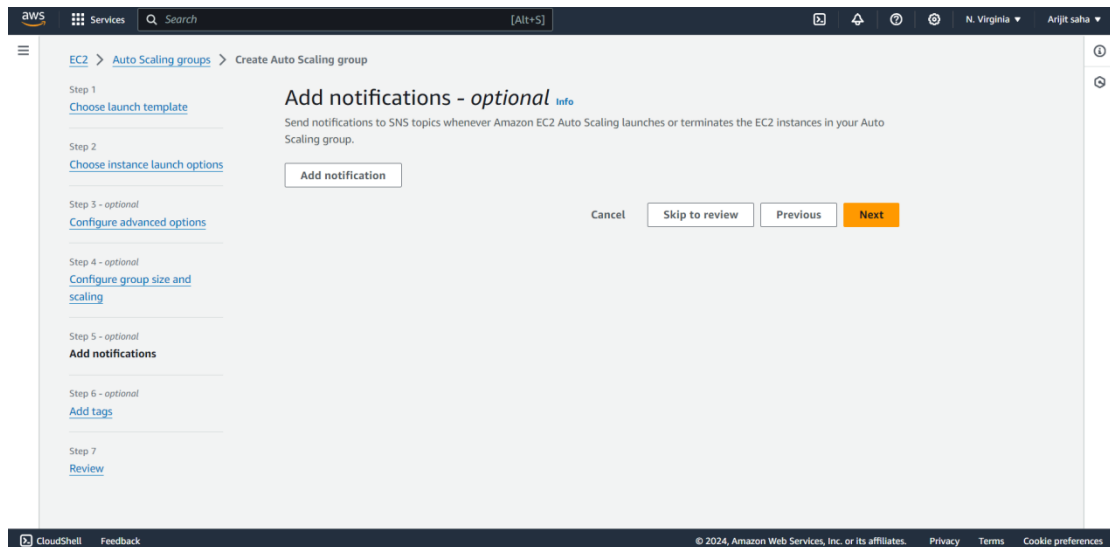 aws
Services
Search
[Alt+S]
N. Virginia
Arijit saha
EC2 > Auto Scaling groups > Create Auto Scaling group
Step 1
Choose launch template
Step 2
Choose instance launch options
Step 3 - optional
Configure advanced options
Step 4 - optional
Configure group size and
scaling
Step 5 - optional
Add notifications
Step 6 - optional
Add tags
Step 7
Review
Add notifications - optional Info
Send notifications to SNS topics whenever Amazon EC2 Auto Scaling launches or terminates the EC2 instances in your Auto
Scaling group.
Add notification
Cancel
Skip to review
Previous
Next
CloudShell
Feedback
© 2024, Amazon Web Services, Inc. or its affiliates.
Privacy
Terms
Cookie preferences